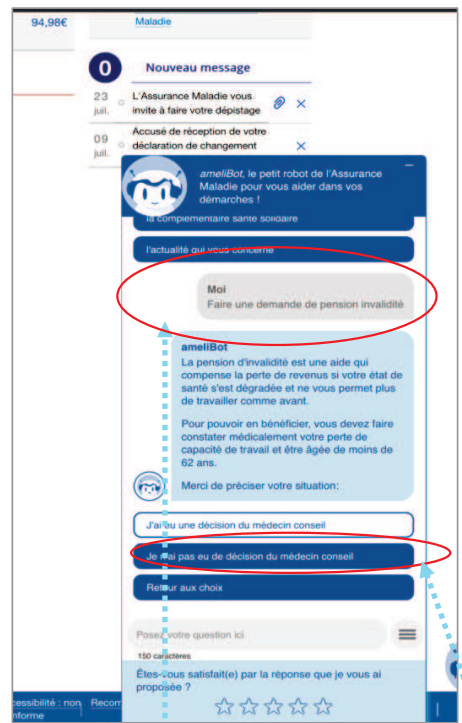 94,98€
Maladie
0
Nouveau message
23
juil.
L'Assurance Maladie vous
invite à faire votre dépistage
09
juil.
Accusé de réception de votre
déclaration de changement
ameliBot, le petit robot de l'Assurance
Maladie pour vous aider dans vos
démarches !
la complémentaire santé solidaire
l'actualité qui vous concerne
Moi
Faire une demande de pension invalidité
ameliBot
La pension d'invalidité est une aide qui
compense la perte de revenus si votre état de
santé s'est dégradée et ne vous permet plus
de travailler comme avant.
Pour pouvoir en bénéficier, vous devez faire
constater médicalement votre perte de
capacité de travail et être âgée de moins de
62 ans.
Merci de préciser votre situation:
J'ai eu une décision du médecin conseil
Je n'ai pas eu de décision du médecin conseil
Retour aux choix
Posez votre question ici
150 caractères
Êtes-vous satisfait(e) par la réponse que je vous ai
proposée ?
cessibilité : non
nforme
Recom